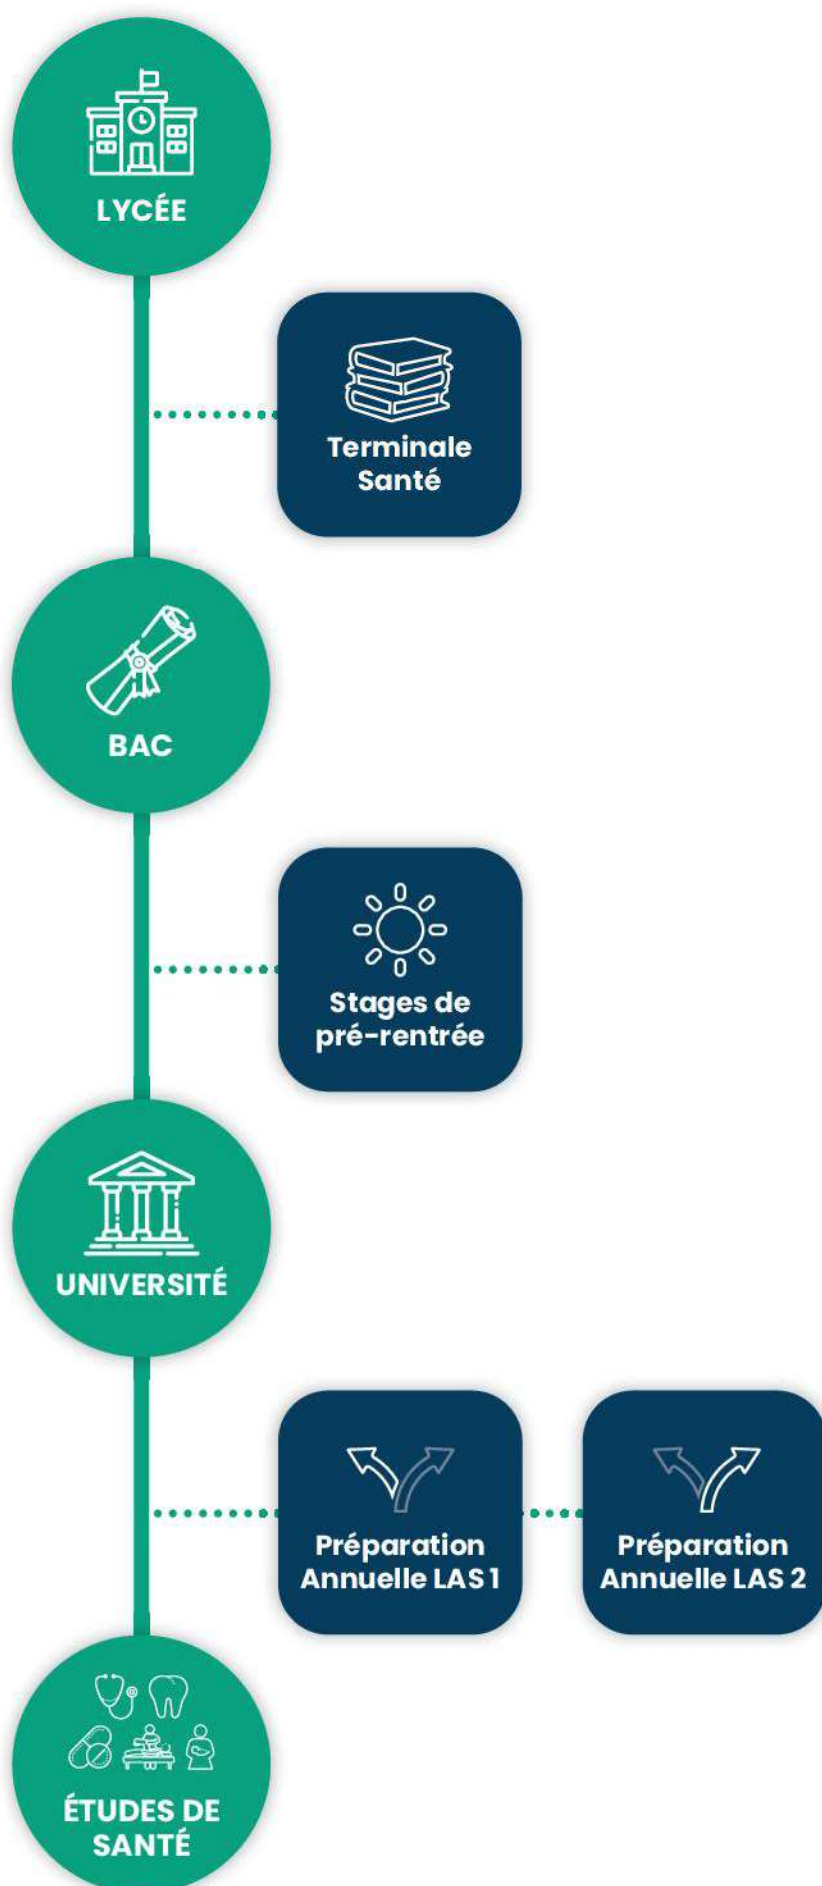 LYCÉE
Terminale
Santé
BAC
Stages de
pré-rentrée
UNIVERSITÉ
Préparation
Annuelle LAS 1
Préparation
Annuelle LAS 2
ÉTUDES DE
SANTÉ